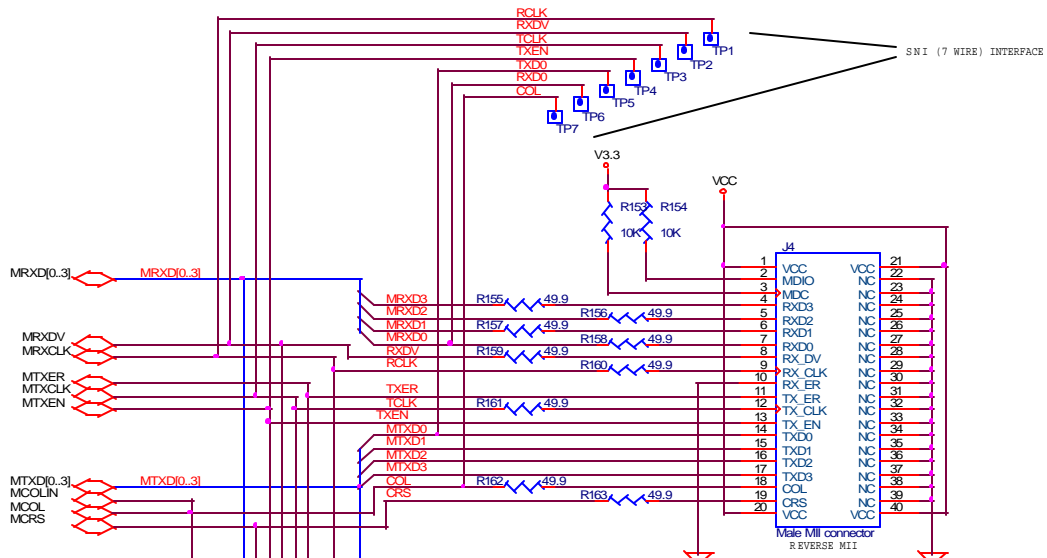 RCLK
RXDV
TCLK
TXEN
TXD0
RXD0
COL
TP1
TP2
TP3
TP4
TP5
TP6
TP7
SNI (7 WIRE) INTERFACE
V3.3
VCC
R153
R154
10K
10K
J4
MRXD[0..3]
MRXD[0..3]
MRXDV
MRXCLK
MTXER
MTXCLK
MTXEN
MTXD[0..3]
MTXD[0..3]
MCOLIN
MCOL
MCRS
MRXD3
R155
49.9
MRXD2
R156
49.9
MRXD1
R157
49.9
MRXD0
R158
49.9
RXDV
R159
49.9
RCLK
R160
49.9
TXER
TCLK
R161
49.9
TXEN
MTXD0
MTXD1
MTXD2
MTXD3
COL
R162
49.9
CRS
R163
49.9
1 VCC VCC 21
2 MDIO NC 22
3 MDC NC 23
4 RXD3 NC 24
5 RXD2 NC 25
6 RXD1 NC 26
7 RXD0 NC 27
8 RX_DV NC 28
9 RX_CLK NC 29
10 RX_ER NC 30
11 TX_ER NC 31
12 TX_CLK NC 32
13 TX_EN NC 33
14 TXD0 NC 34
15 TXD1 NC 35
16 TXD2 NC 36
17 TXD3 NC 37
18 COL NC 38
19 CRS NC 39
20 VCC VCC 40
Male MII connector
REVERSE MII